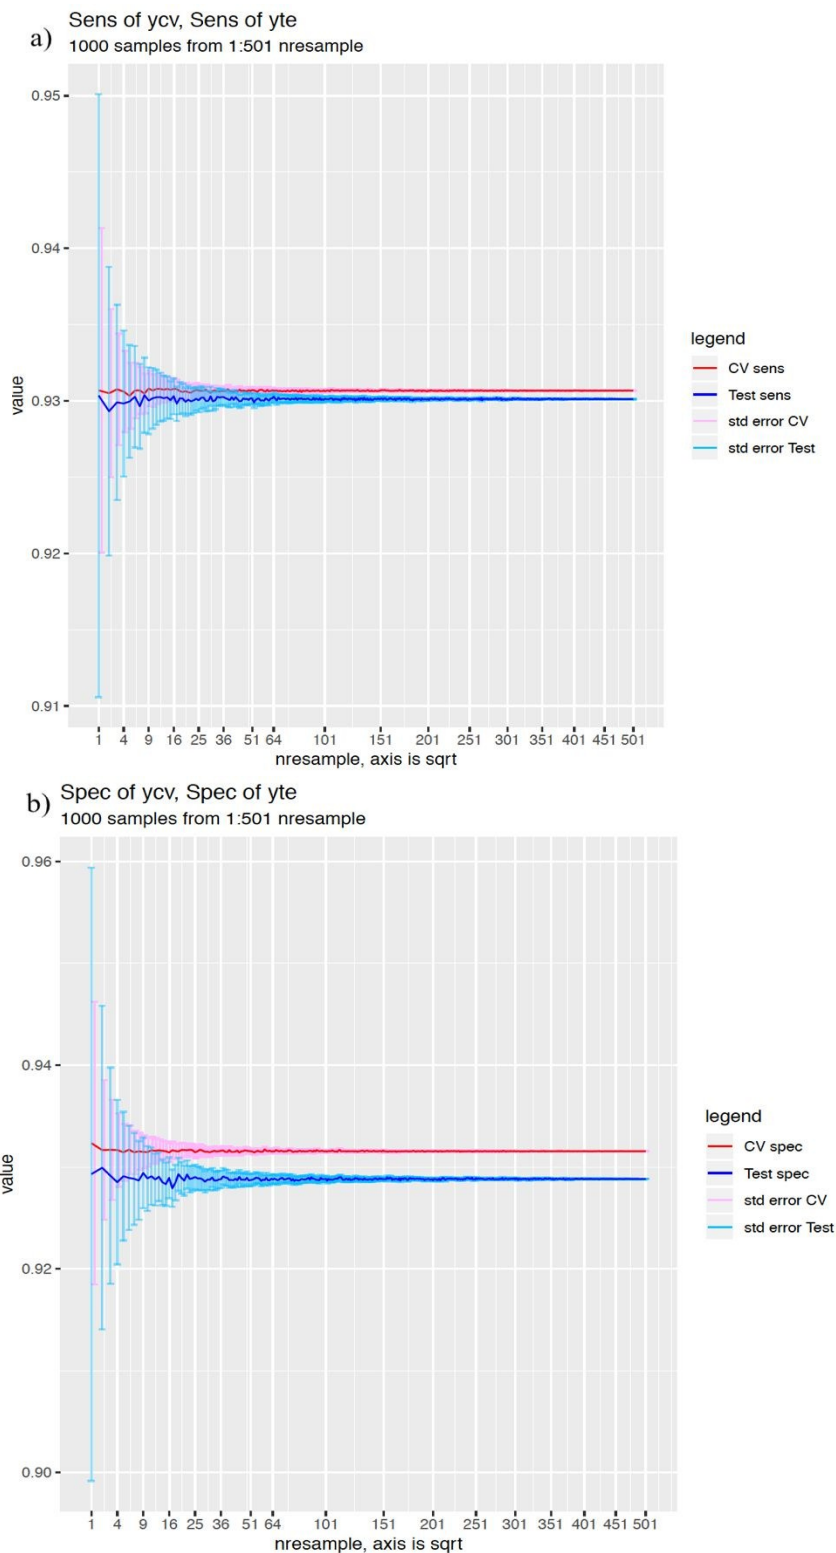 a) Sens of ycv, Sens of yte
1000 samples from 1:501 nresample
0.95
0.94
0.93
0.92
0.91
value
1 4 9 16 25 36 51 64 101 151 201 251 301 351 401 451 501
nresample, axis is sqrt
legend
CV sens
Test sens
std error CV
std error Test
b) Spec of ycv, Spec of yte
1000 samples from 1:501 nresample
0.96
0.94
0.92
0.90
value
1 4 9 16 25 36 51 64 101 151 201 251 301 351 401 451 501
nresample, axis is sqrt
legend
CV spec
Test spec
std error CV
std error Test